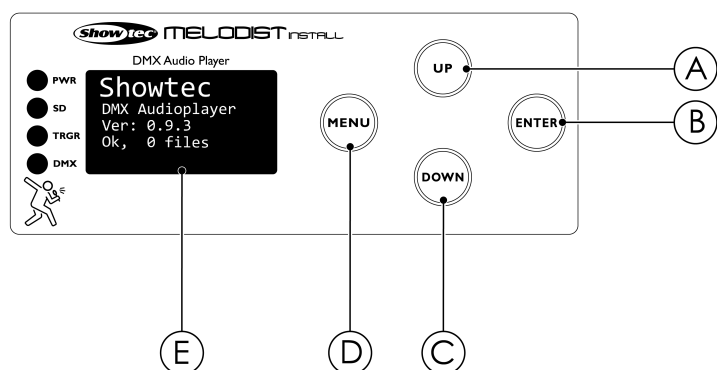 Showtec MELODIST INSTALL
DMX Audio Player
PWR
SD
TRGR
DMX
Showtec
DMX Audioplayer
Ver: 0.9.3
Ok, 0 files
MENU
UP
ENTER
DOWN
A
B
C
D
E